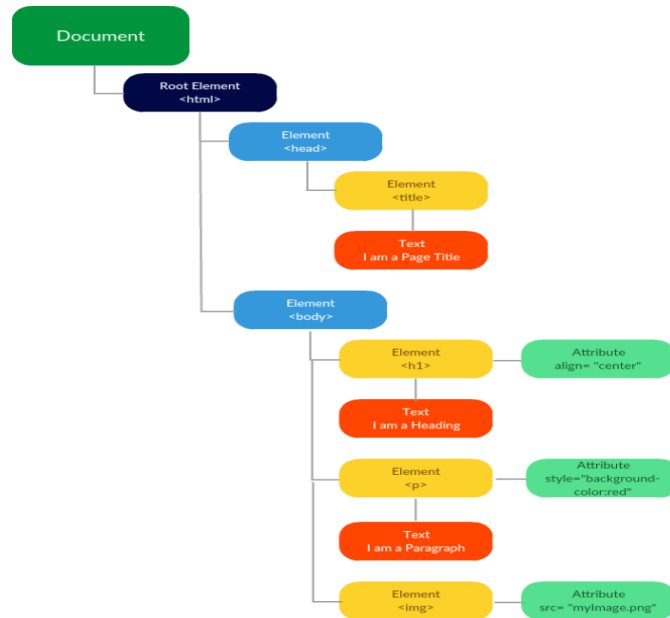 Document
Root Element
<html>
Element
<head>
Element
<title>
Text
I am a Page Title
Element
<body>
Element
<h1>
Attribute
align= "center"
Text
I am a Heading
Element
<p>
Attribute
style="background-
color:red"
Text
I am a Paragraph
Element
<img>
Attribute
src= "myImage.png"